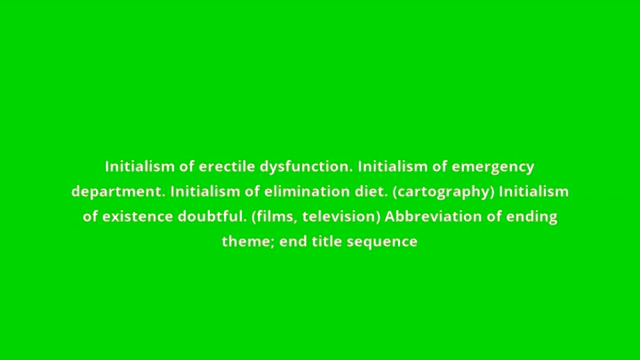 Initialism of erectile dysfunction. Initialism of emergency
department. Initialism of elimination diet. (cartography) Initialism
of existence doubtful. (films, television) Abbreviation of ending
theme; end title sequence